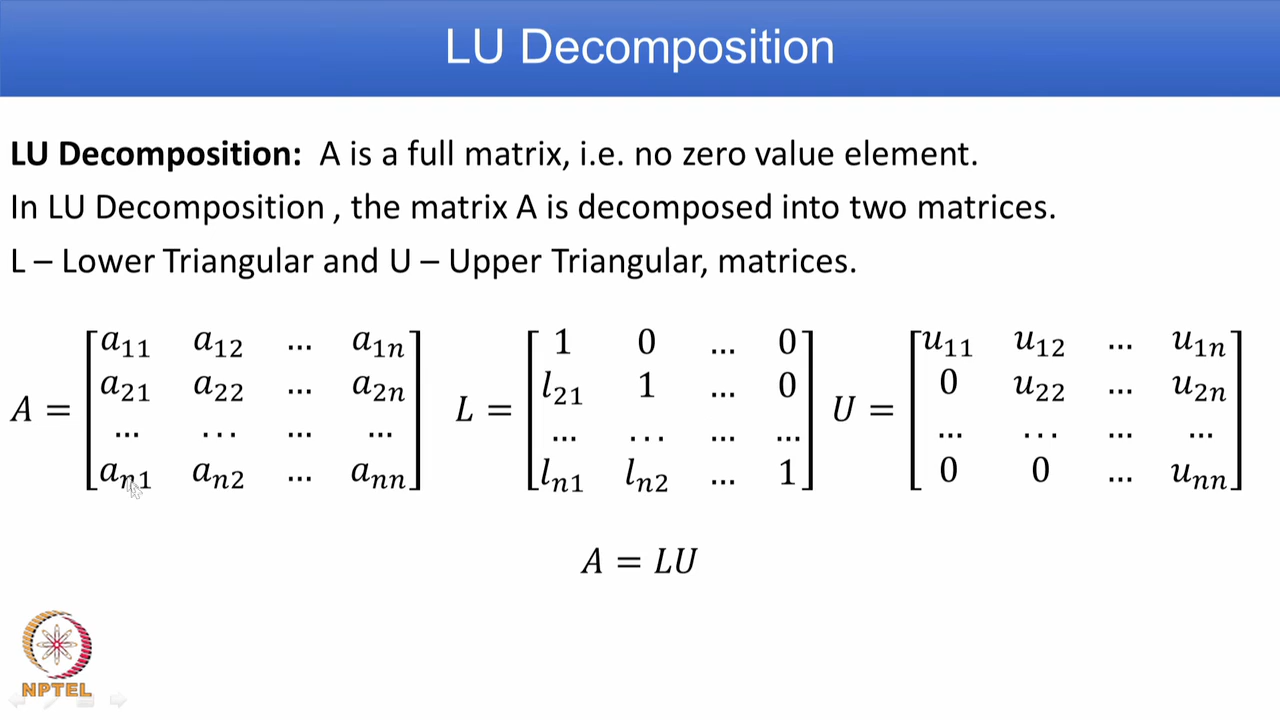 LU Decomposition
LU Decomposition: A is a full matrix, i.e. no zero value element.
In LU Decomposition , the matrix A is decomposed into two matrices.
L – Lower Triangular and U – Upper Triangular, matrices.
A = [a₁₁ a₁₂ ... a₁ₙ
a₂₁ a₂₂ ... a₂ₙ
... ... ... ...
aₙ₁ aₙ₂ ... aₙₙ]
L = [1 0 ... 0
l₂₁ 1 ... 0
... ... ... ...
lₙ₁ lₙ₂ ... 1]
U = [u₁₁ u₁₂ ... u₁ₙ
0 u₂₂ ... u₂ₙ
... ... ... ...
0 0 ... uₙₙ]
A = LU
NPTEL